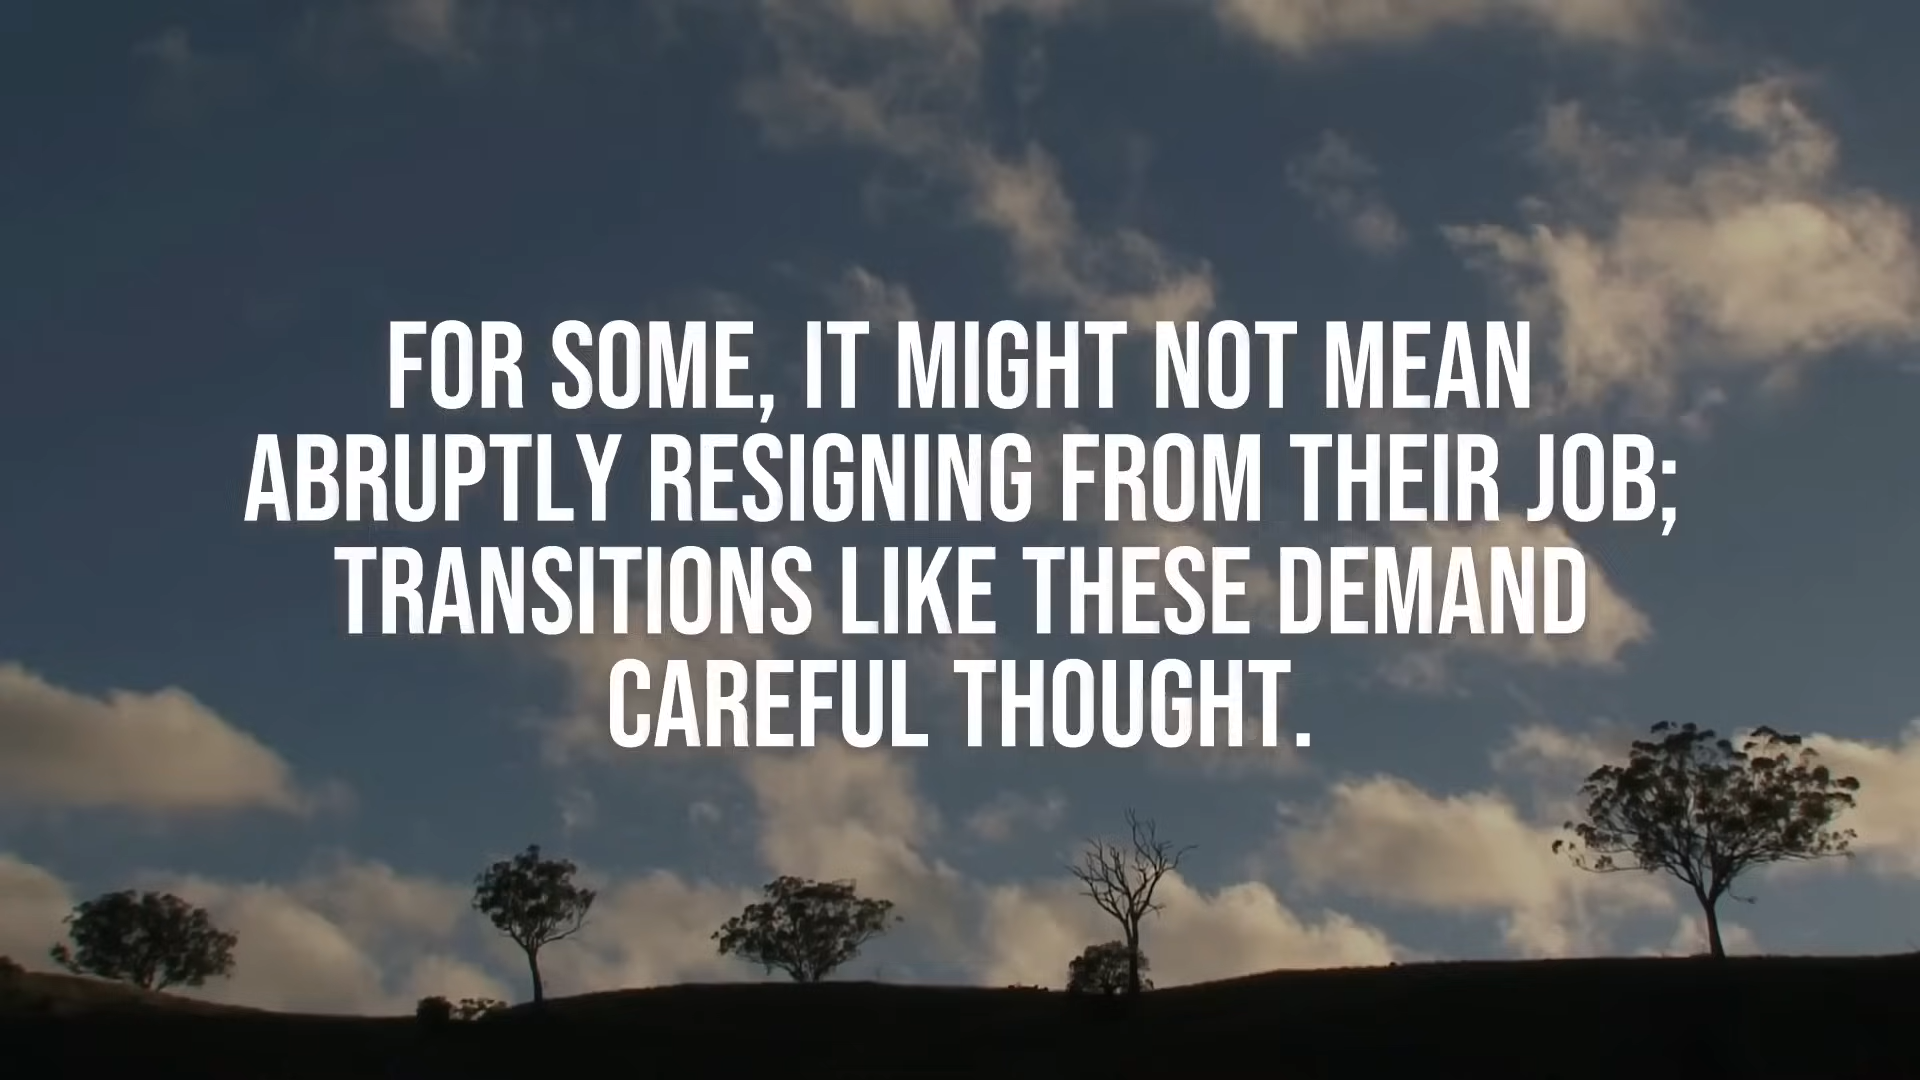 FOR SOME, IT MIGHT NOT MEAN
ABRUPTLY RESIGNING FROM THEIR JOB;
TRANSITIONS LIKE THESE DEMAND
CAREFUL THOUGHT.